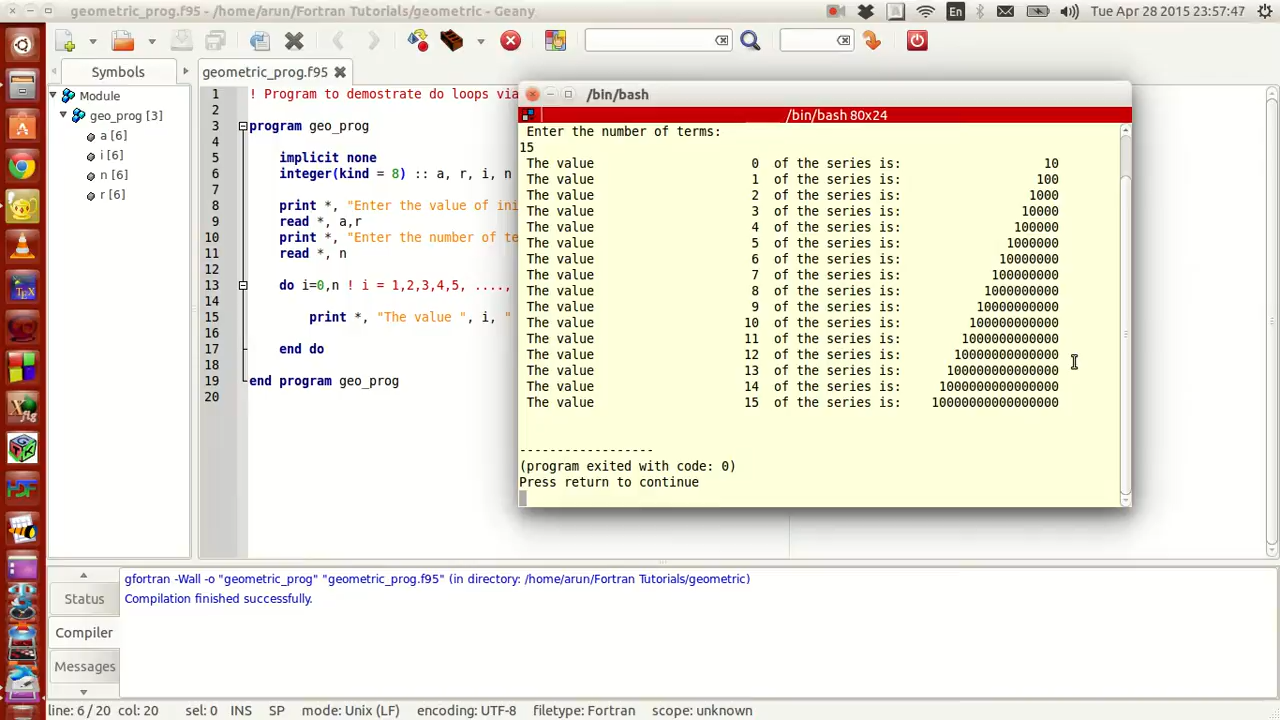 geometric_prog.f95 - /home/arun/Fortran Tutorials/geometric - Geany
En
Tue Apr 28 2015 23:57:47
Symbols
geometric_prog.f95
Module
geo_prog [3]
a [6]
i [6]
n [6]
r [6]
1 ! Program to demostrate do loops via
2
3 program geo_prog
4
5 implicit none
6 integer(kind = 8) :: a, r, i, n
7
8 print *, "Enter the value of ini
9 read *, a,r
10 print *, "Enter the number of te
11 read *, n
12
13 do i=0,n ! i = 1,2,3,4,5, ....,
14
15 print *, "The value ", i, "
16
17 end do
18
19 end program geo_prog
20
/bin/bash
/bin/bash 80x24
Enter the number of terms:
15
The value 0 of the series is: 10
The value 1 of the series is: 100
The value 2 of the series is: 1000
The value 3 of the series is: 10000
The value 4 of the series is: 100000
The value 5 of the series is: 1000000
The value 6 of the series is: 10000000
The value 7 of the series is: 100000000
The value 8 of the series is: 1000000000
The value 9 of the series is: 10000000000
The value 10 of the series is: 100000000000
The value 11 of the series is: 1000000000000
The value 12 of the series is: 10000000000000
The value 13 of the series is: 100000000000000
The value 14 of the series is: 1000000000000000
The value 15 of the series is: 10000000000000000
------------------
(program exited with code: 0)
Press return to continue
Status
Compiler
Messages
gfortran -Wall -o "geometric_prog" "geometric_prog.f95" (in directory: /home/arun/Fortran Tutorials/geometric)
Compilation finished successfully.
line: 6 / 20 col: 20 sel: 0 INS SP mode: Unix (LF) encoding: UTF-8 filetype: Fortran scope: unknown